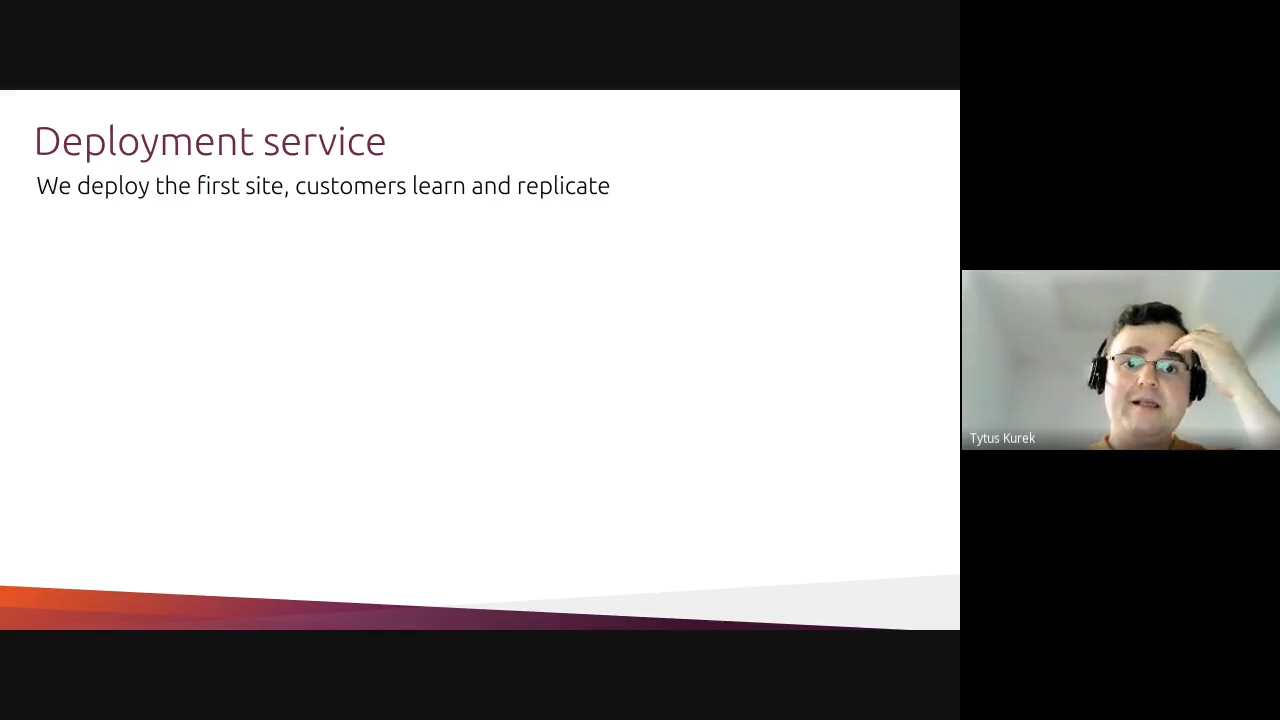 Deployment service
We deploy the first site, customers learn and replicate
Tytus Kurek